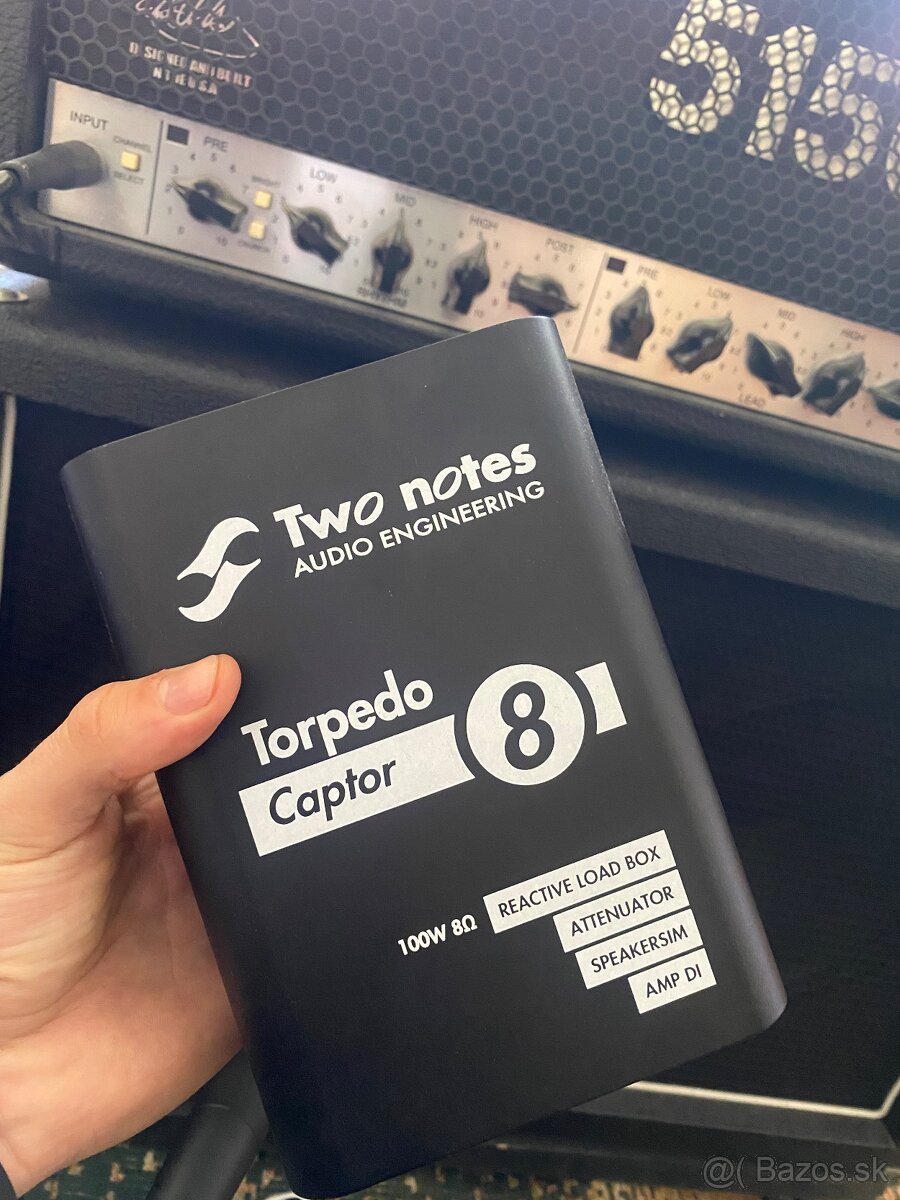 DESIGNED AND BUILT
IN THE USA
515
INPUT
CHANNEL
SELECT
PRE
BRIGHT
LOW
MID
HIGH
POST
PRE
LOW
MID
HIGH
LEAD
Two notes
AUDIO ENGINEERING
Torpedo
Captor 8
100W 8Ω
REACTIVE LOAD BOX
ATTENUATOR
SPEAKERSIM
AMP DI
@( Bazos.sk